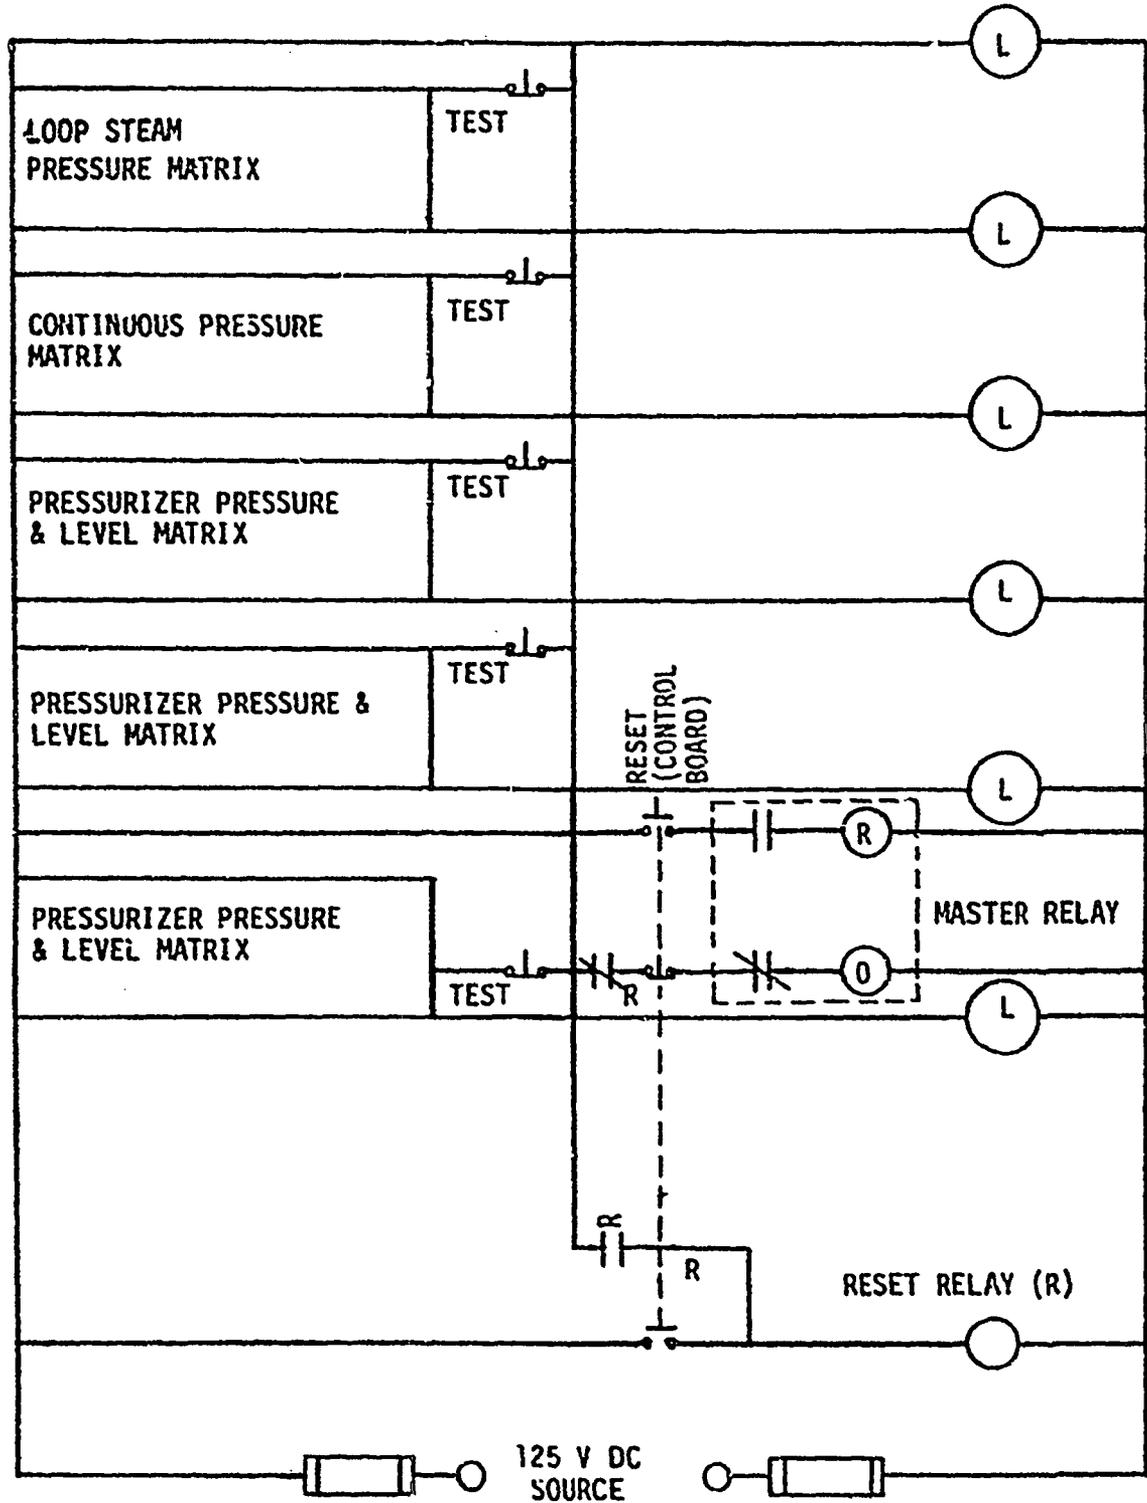 L
TEST
LOOP STEAM
PRESSURE MATRIX
L
TEST
CONTINUOUS PRESSURE
MATRIX
L
TEST
PRESSURIZER PRESSURE
& LEVEL MATRIX
L
TEST
PRESSURIZER PRESSURE &
LEVEL MATRIX
RESET
(CONTROL
BOARD)
L
R
MASTER RELAY
PRESSURIZER PRESSURE
& LEVEL MATRIX
O
TEST
R
L
R
R
RESET RELAY (R)
125 V DC
SOURCE